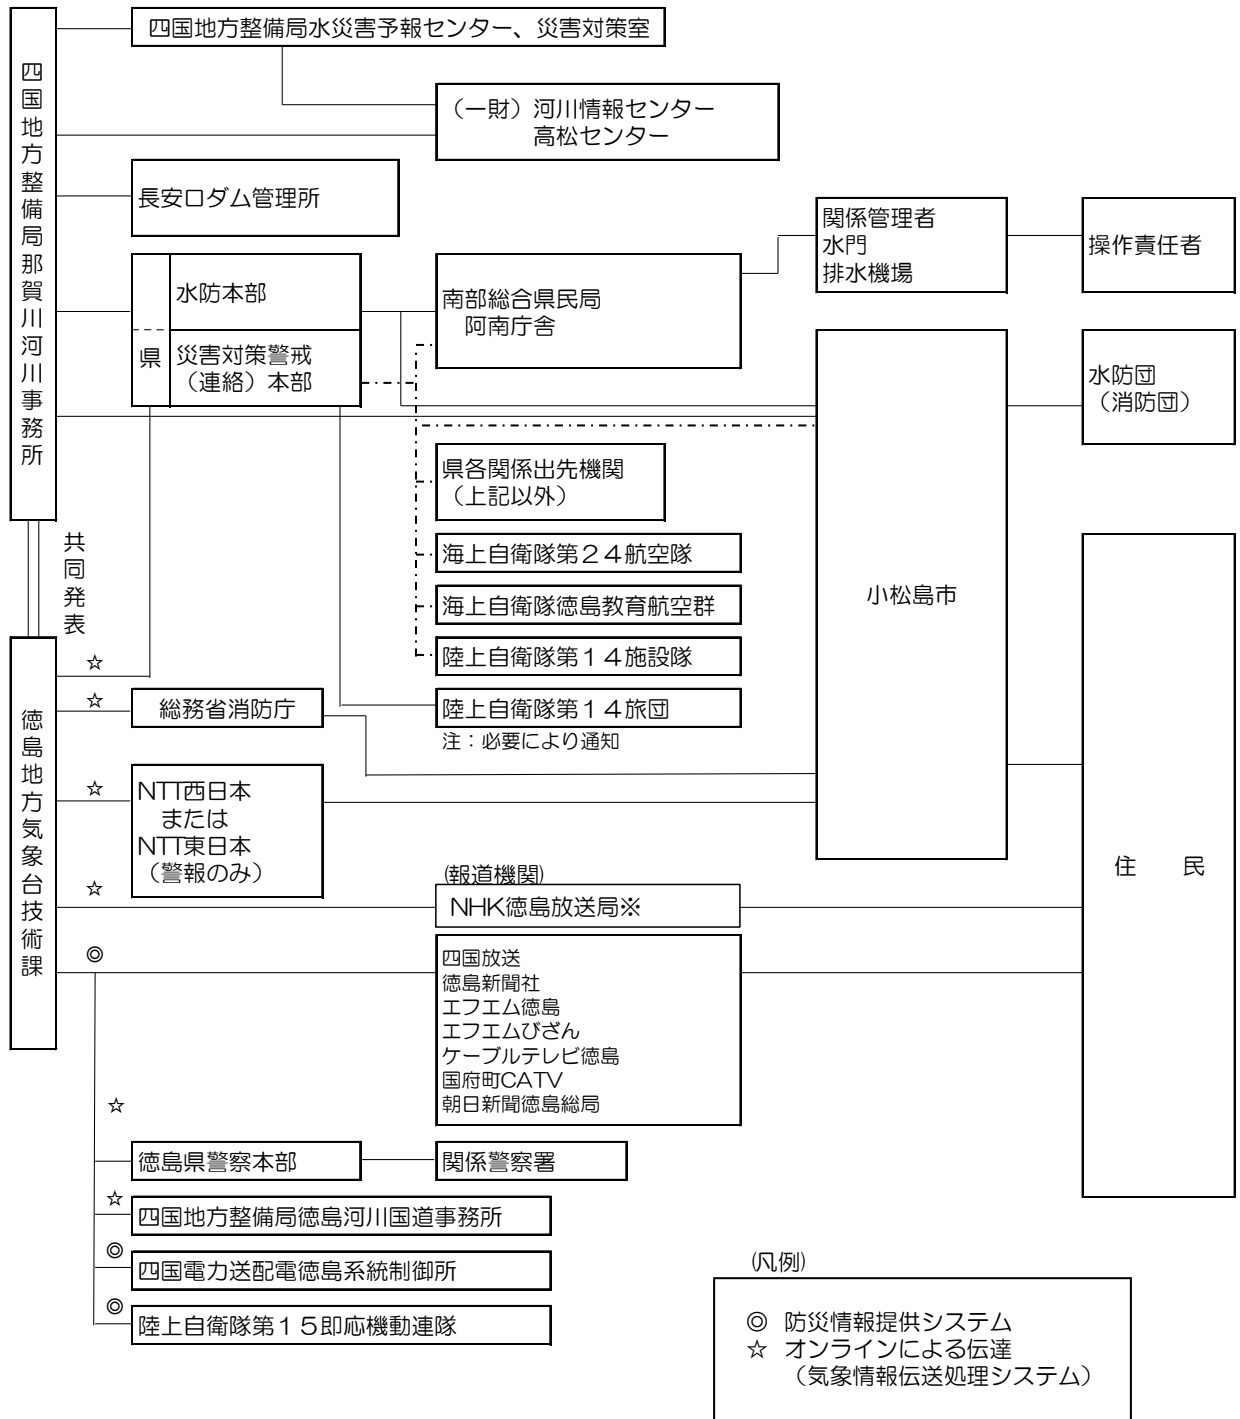 四国地方整備局那賀川河川事務所
四国地方整備局水災害予報センター、災害対策室
（一財）河川情報センター
高松センター
長安口ダム管理所
県
水防本部
災害対策警戒
（連絡）本部
南部総合県民局
阿南庁舎
関係管理者
水門
排水機場
操作責任者
水防団
（消防団）
県各関係出先機関
（上記以外）
海上自衛隊第２４航空隊
海上自衛隊徳島教育航空群
陸上自衛隊第１４施設隊
陸上自衛隊第１４旅団
注：必要により通知
小松島市
住　民
共同発表
徳島地方気象台技術課
☆
☆
総務省消防庁
☆
NTT西日本
または
NTT東日本
（警報のみ）
☆
(報道機関)
NHK徳島放送局※
◎
四国放送
徳島新聞社
エフエム徳島
エフエムびざん
ケーブルテレビ徳島
国府町CATV
朝日新聞徳島総局
☆
徳島県警察本部
関係警察署
☆
四国地方整備局徳島河川国道事務所
◎
四国電力送配電徳島系統制御所
◎
陸上自衛隊第１５即応機動連隊
(凡例)
◎ 防災情報提供システム
☆ オンラインによる伝達
（気象情報伝送処理システム）